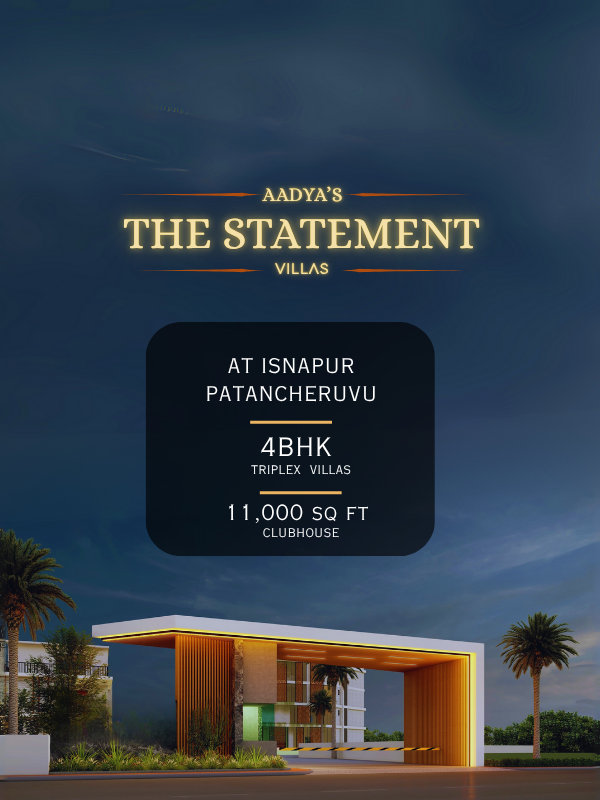 AADYA'S
THE STATEMENT
VILLAS
AT ISNAPUR
PATANCHERUVU
4BHK
TRIPLEX VILLAS
11,000 SQ FT
CLUBHOUSE